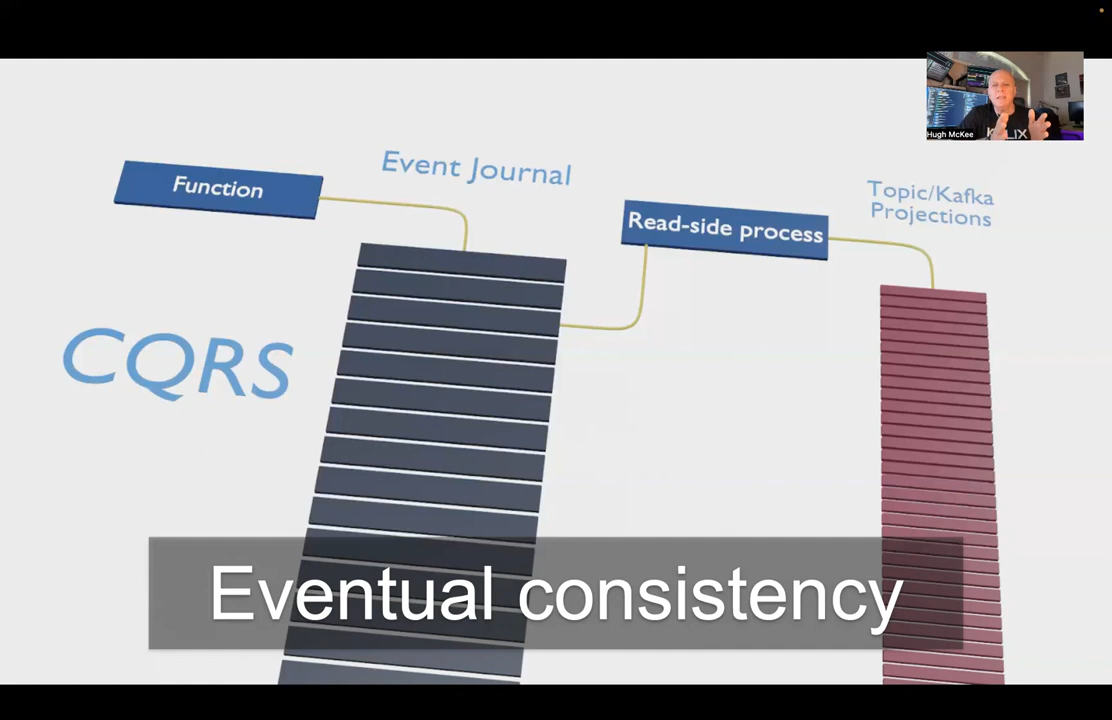 Hugh McKee
Event Journal
Function
Topic/Kafka
Projections
Read-side process
CQRS
Eventual consistency